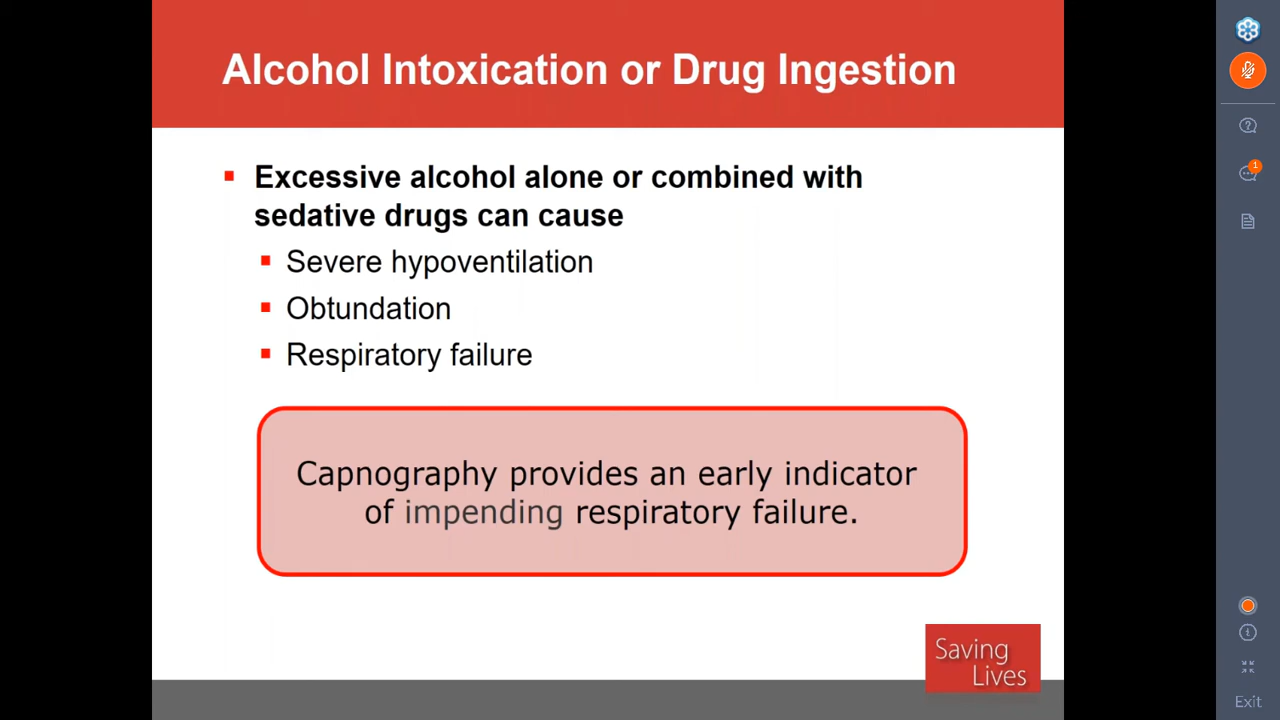 Alcohol Intoxication or Drug Ingestion
Excessive alcohol alone or combined with
sedative drugs can cause
Severe hypoventilation
Obtundation
Respiratory failure
Capnography provides an early indicator
of impending respiratory failure.
Saving
Lives
1
Exit